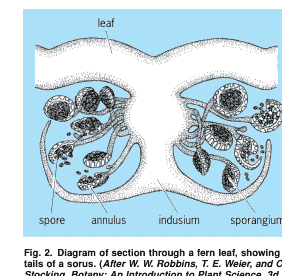 leaf
spore annulus indusium sporangium
Fig. 2. Diagram of section through a fern leaf, showing
tails of a sorus. (After W. W. Robbins, T. E. Weier, and C
Stocking, Botany: An Introduction to Plant Science, 3d